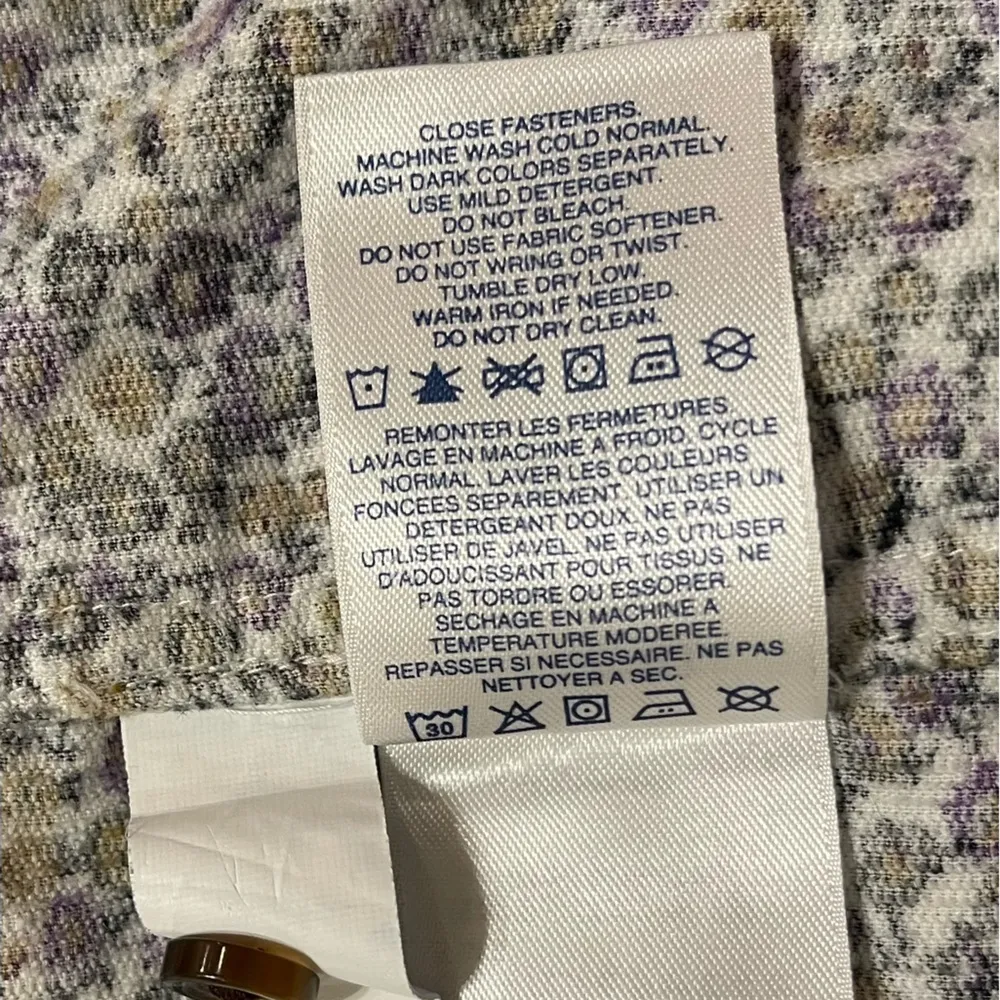 CLOSE FASTENERS.
MACHINE WASH COLD NORMAL.
WASH DARK COLORS SEPARATELY.
USE MILD DETERGENT.
DO NOT BLEACH.
DO NOT USE FABRIC SOFTENER.
DO NOT WRING OR TWIST.
TUMBLE DRY LOW.
WARM IRON IF NEEDED.
DO NOT DRY CLEAN.
REMONTER LES FERMETURES.
LAVAGE EN MACHINE A FROID, CYCLE
NORMAL. LAVER LES COULEURS
FONCEES SEPAREMENT. UTILISER UN
DETERGEANT DOUX. NE PAS
UTILISER DE JAVEL. NE PAS UTILISER
D'ADOUCISSANT POUR TISSUS. NE
PAS TORDRE OU ESSORER.
SECHAGE EN MACHINE A
TEMPERATURE MODEREE.
REPASSER SI NECESSAIRE. NE PAS
NETTOYER A SEC.
30